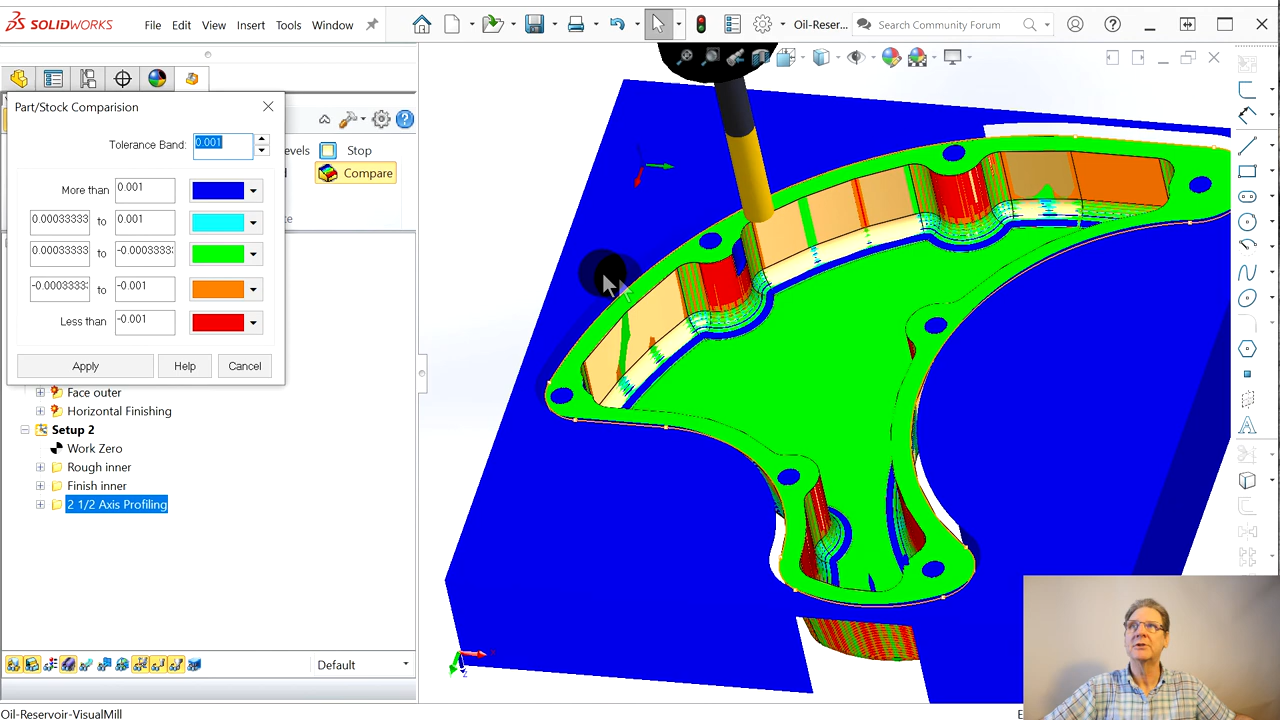 SOLIDWORKS File Edit View Insert Tools Window Oil-Reser... Search Community Forum
Part/Stock Comparision
Tolerance Band: 0.001
evels Stop
Compare
More than 0.001
0.00033333 to 0.001
0.00033333 to -0.00033333
-0.00033333 to -0.001
Less than -0.001
Apply Help Cancel
Face outer
Horizontal Finishing
Setup 2
Work Zero
Rough inner
Finish inner
2 1/2 Axis Profiling
Default
Oil-Reservoir-VisualMill